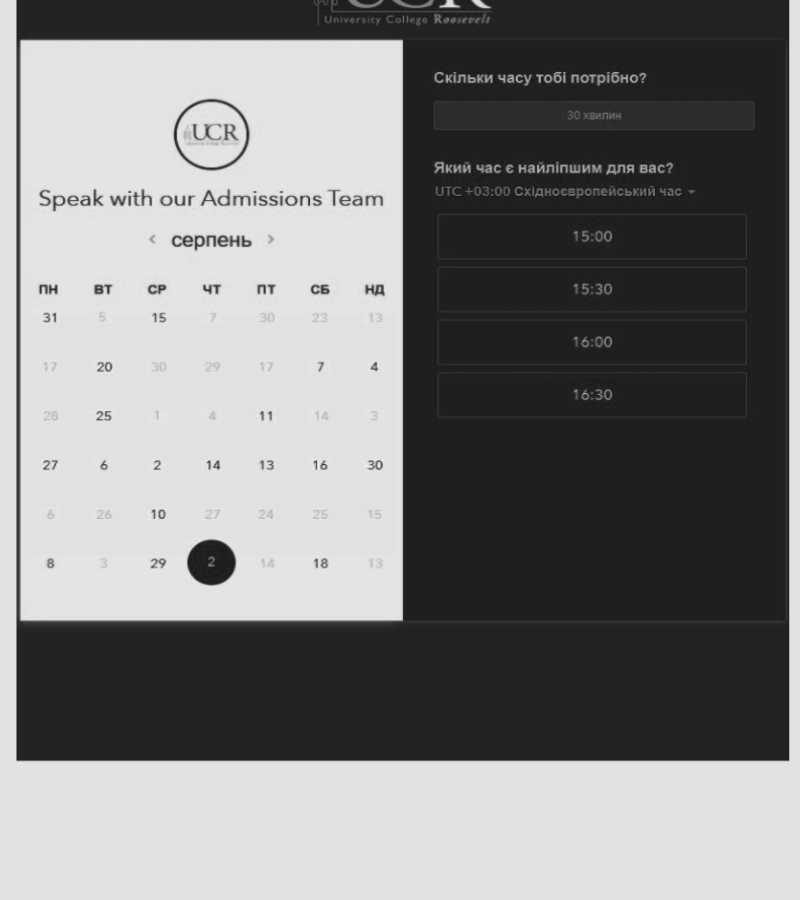 UCR
University College Roosevelt
UCR
Speak with our Admissions Team
< серпень >
ПН ВТ СР ЧТ ПТ СБ НД
31 5 15 7 30 23 13
17 20 30 29 17 7 4
28 25 1 4 11 14 3
27 6 2 14 13 16 30
6 26 10 27 24 25 15
8 3 29 2 14 18 13
Скільки часу тобі потрібно?
30 хвилин
Який час є найліпшим для вас?
UTC +03:00 Східноєвропейський час
15:00
15:30
16:00
16:30